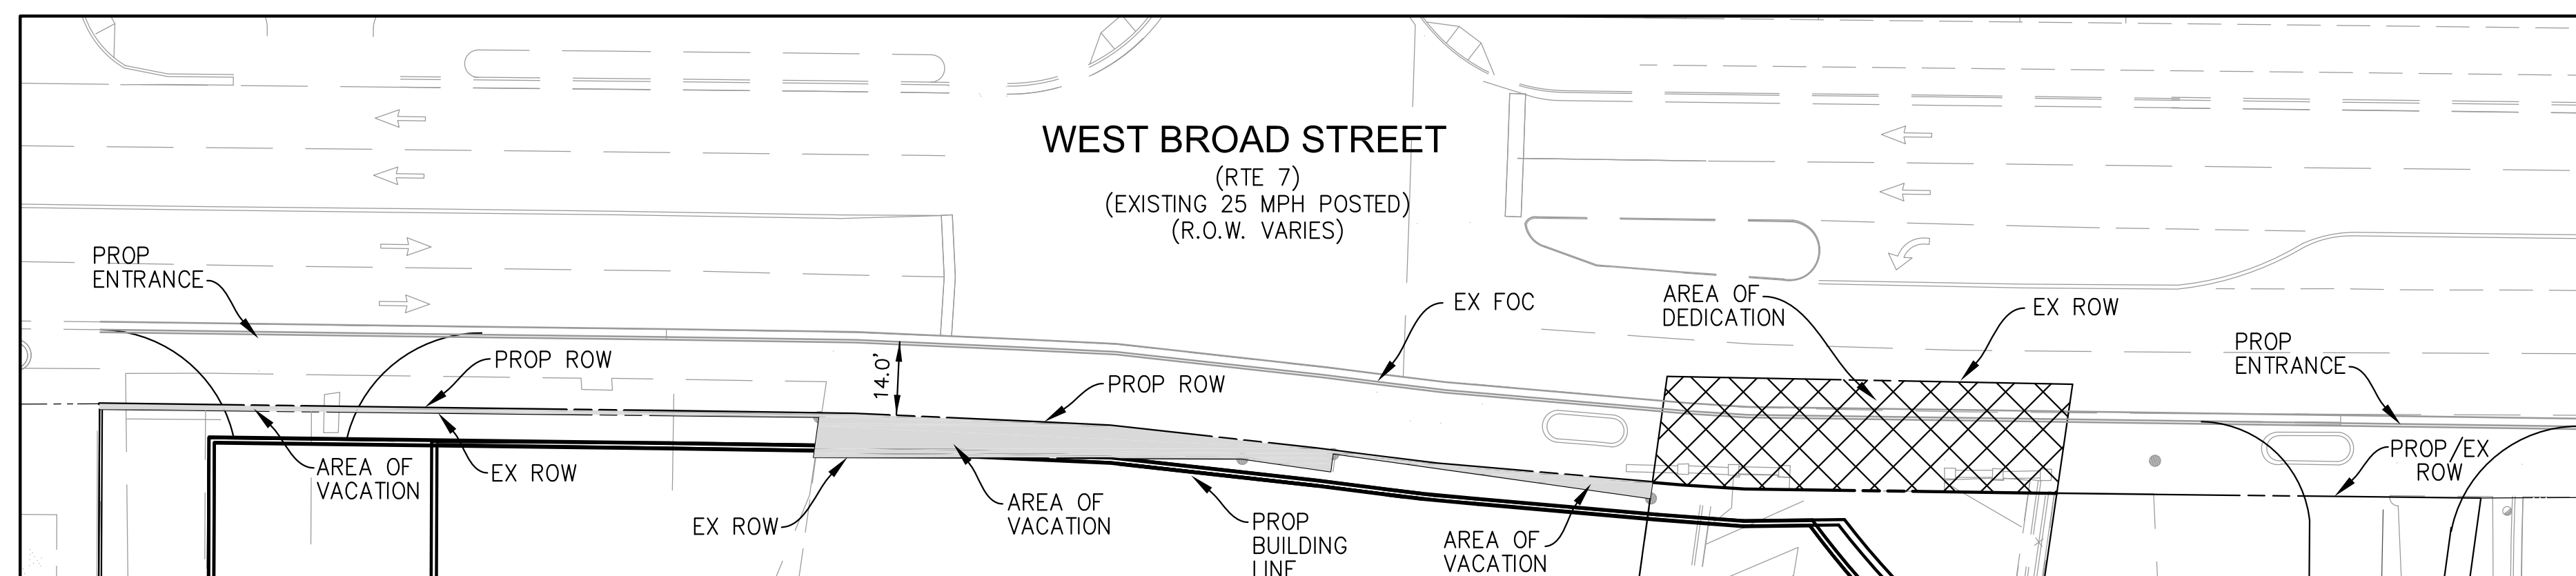 WEST BROAD STREET
(RTE 7)
(EXISTING 25 MPH POSTED)
(R.O.W. VARIES)
PROP
ENTRANCE
PROP ROW
14.0'
PROP ROW
EX FOC
AREA OF
DEDICATION
EX ROW
PROP
ENTRANCE
AREA OF
VACATION
EX ROW
EX ROW
AREA OF
VACATION
PROP
BUILDING
LINE
AREA OF
VACATION
PROP/EX
ROW